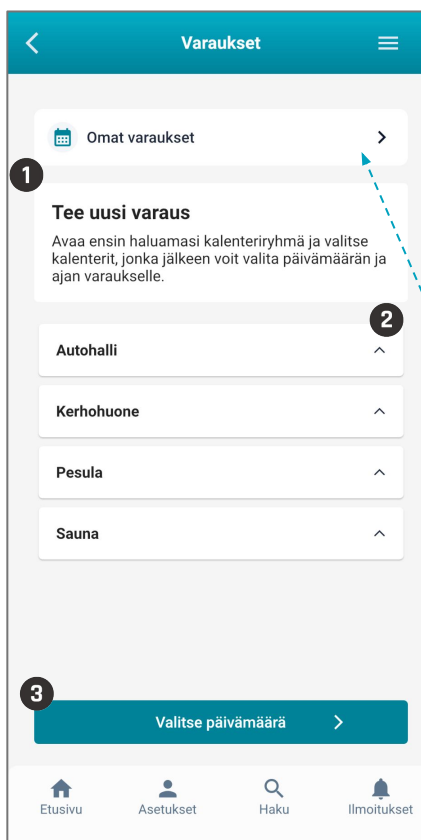 Varaukset
Omat varaukset
1
Tee uusi varaus
Avaa ensin haluamasi kalenteriryhmä ja valitse
kalenterit, jonka jälkeen voit valita päivämäärän ja
ajan varaukselle.
2
Autohalli
Kerhohuone
Pesula
Sauna
3
Valitse päivämäärä
Etusivu Asetukset Haku Ilmoitukset